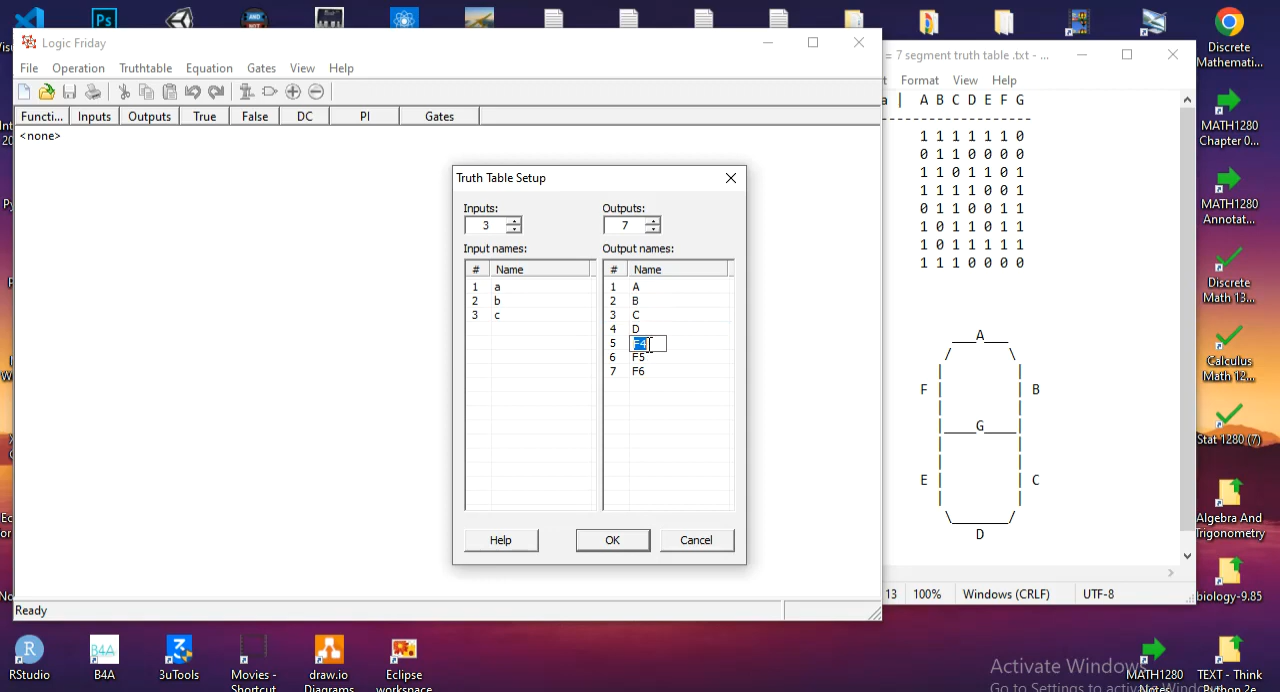 Logic Friday
File Operation Truthtable Equation Gates View Help
Functi... Inputs Outputs True False DC PI Gates
<none>
Truth Table Setup
Inputs: Outputs:
3 7
Input names: Output names:
# Name # Name
1 a 1 A
2 b 2 B
3 c 3 C
4 D
5 F4
6 F5
7 F6
Help OK Cancel
Ready
= 7 segment truth table .txt - ...
t Format View Help
a | A B C D E F G
------------------
1 1 1 1 1 1 0
0 1 1 0 0 0 0
1 1 0 1 1 0 1
1 1 1 1 0 0 1
0 1 1 0 0 1 1
1 0 1 1 0 1 1
1 0 1 1 1 1 1
1 1 1 0 0 0 0
A
F B
G
E C
D
13 100% Windows (CRLF) UTF-8
Ps
AND
NOT
Discrete
Mathemati...
MATH1280
Chapter 0...
MATH1280
Annotat...
Discrete
Math 13...
Calculus
Math 12...
Stat 1280 (7)
Algebra And
Trigonometry
biology-9.85
RStudio
B4A
B4A
3uTools
Movies -
Shortcut
draw.io
Diagrams
Eclipse
workspace
MATH1280
Notes
TEXT - Think
Python 2e
Activate Windows
Go to Settings to activate Windows